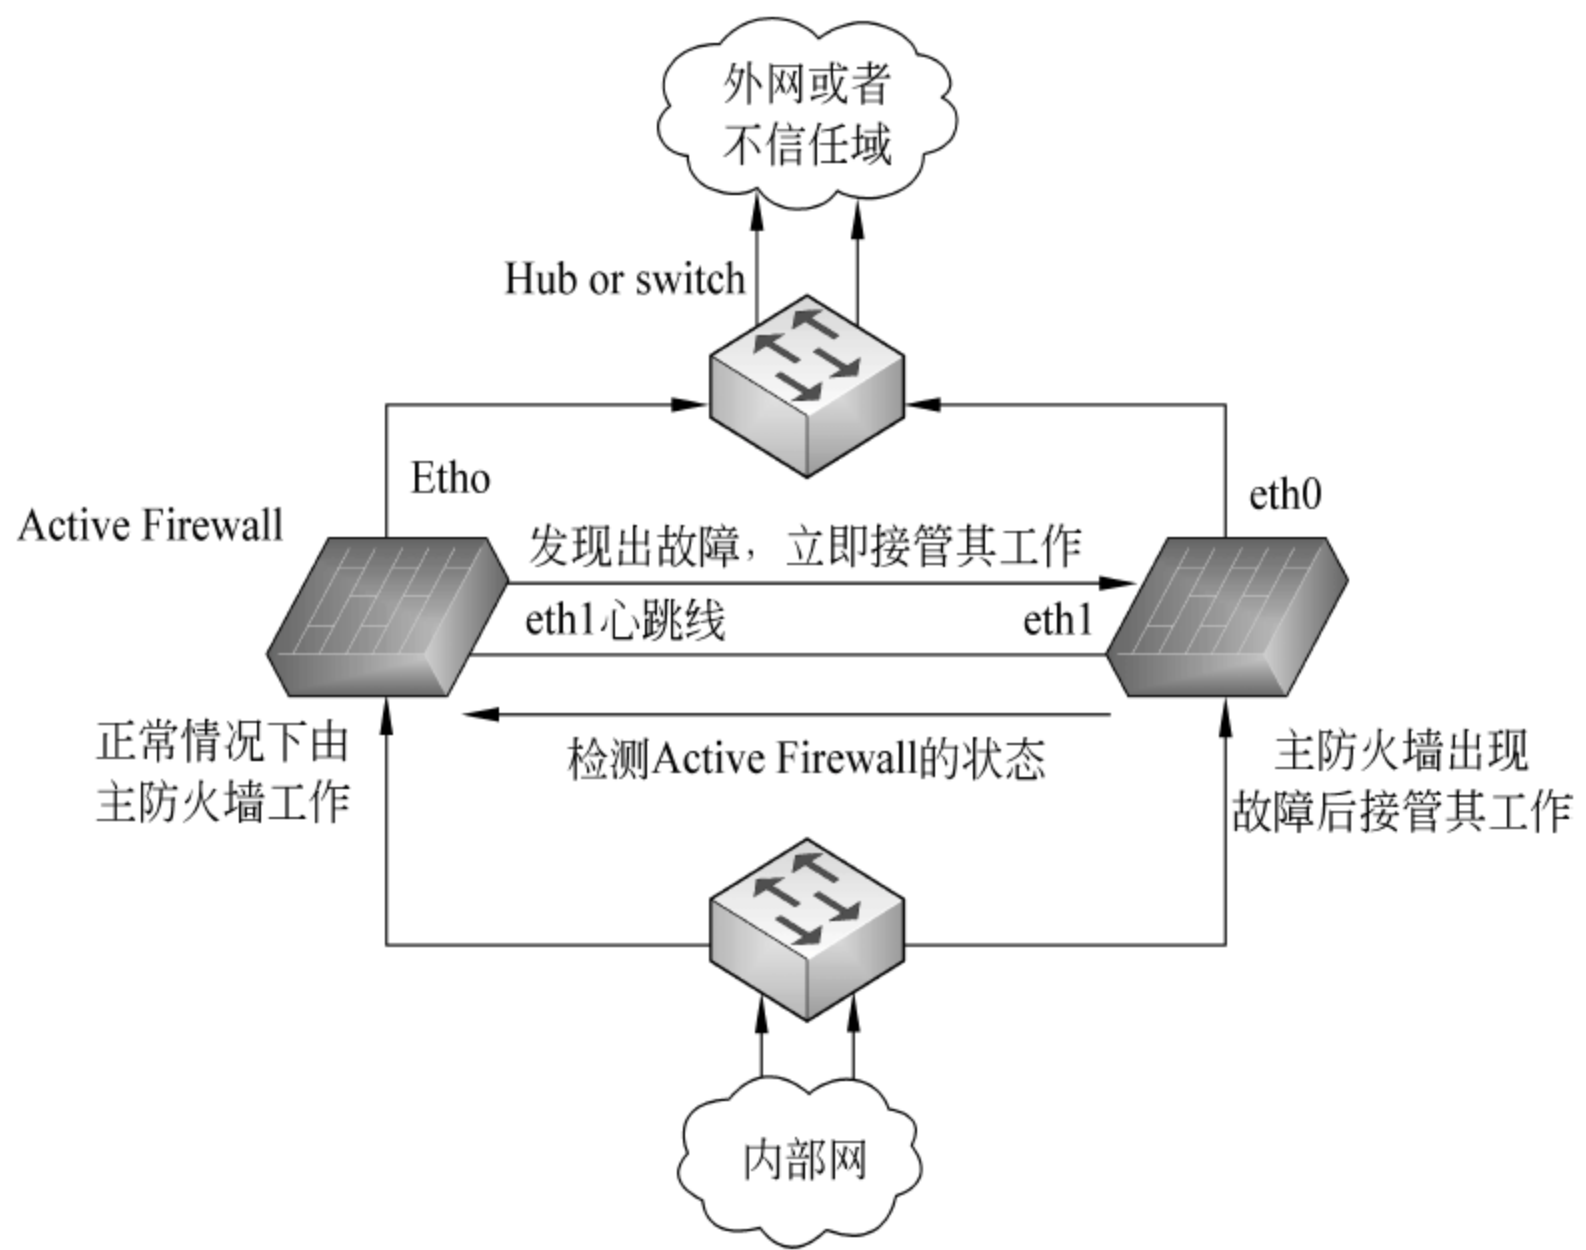 外网或者
不信任域
Hub or switch
Etho
eth0
Active Firewall
发现出故障，立即接管其工作
eth1心跳线
eth1
正常情况下由
主防火墙工作
检测Active Firewall的状态
主防火墙出现
故障后接管其工作
内部网